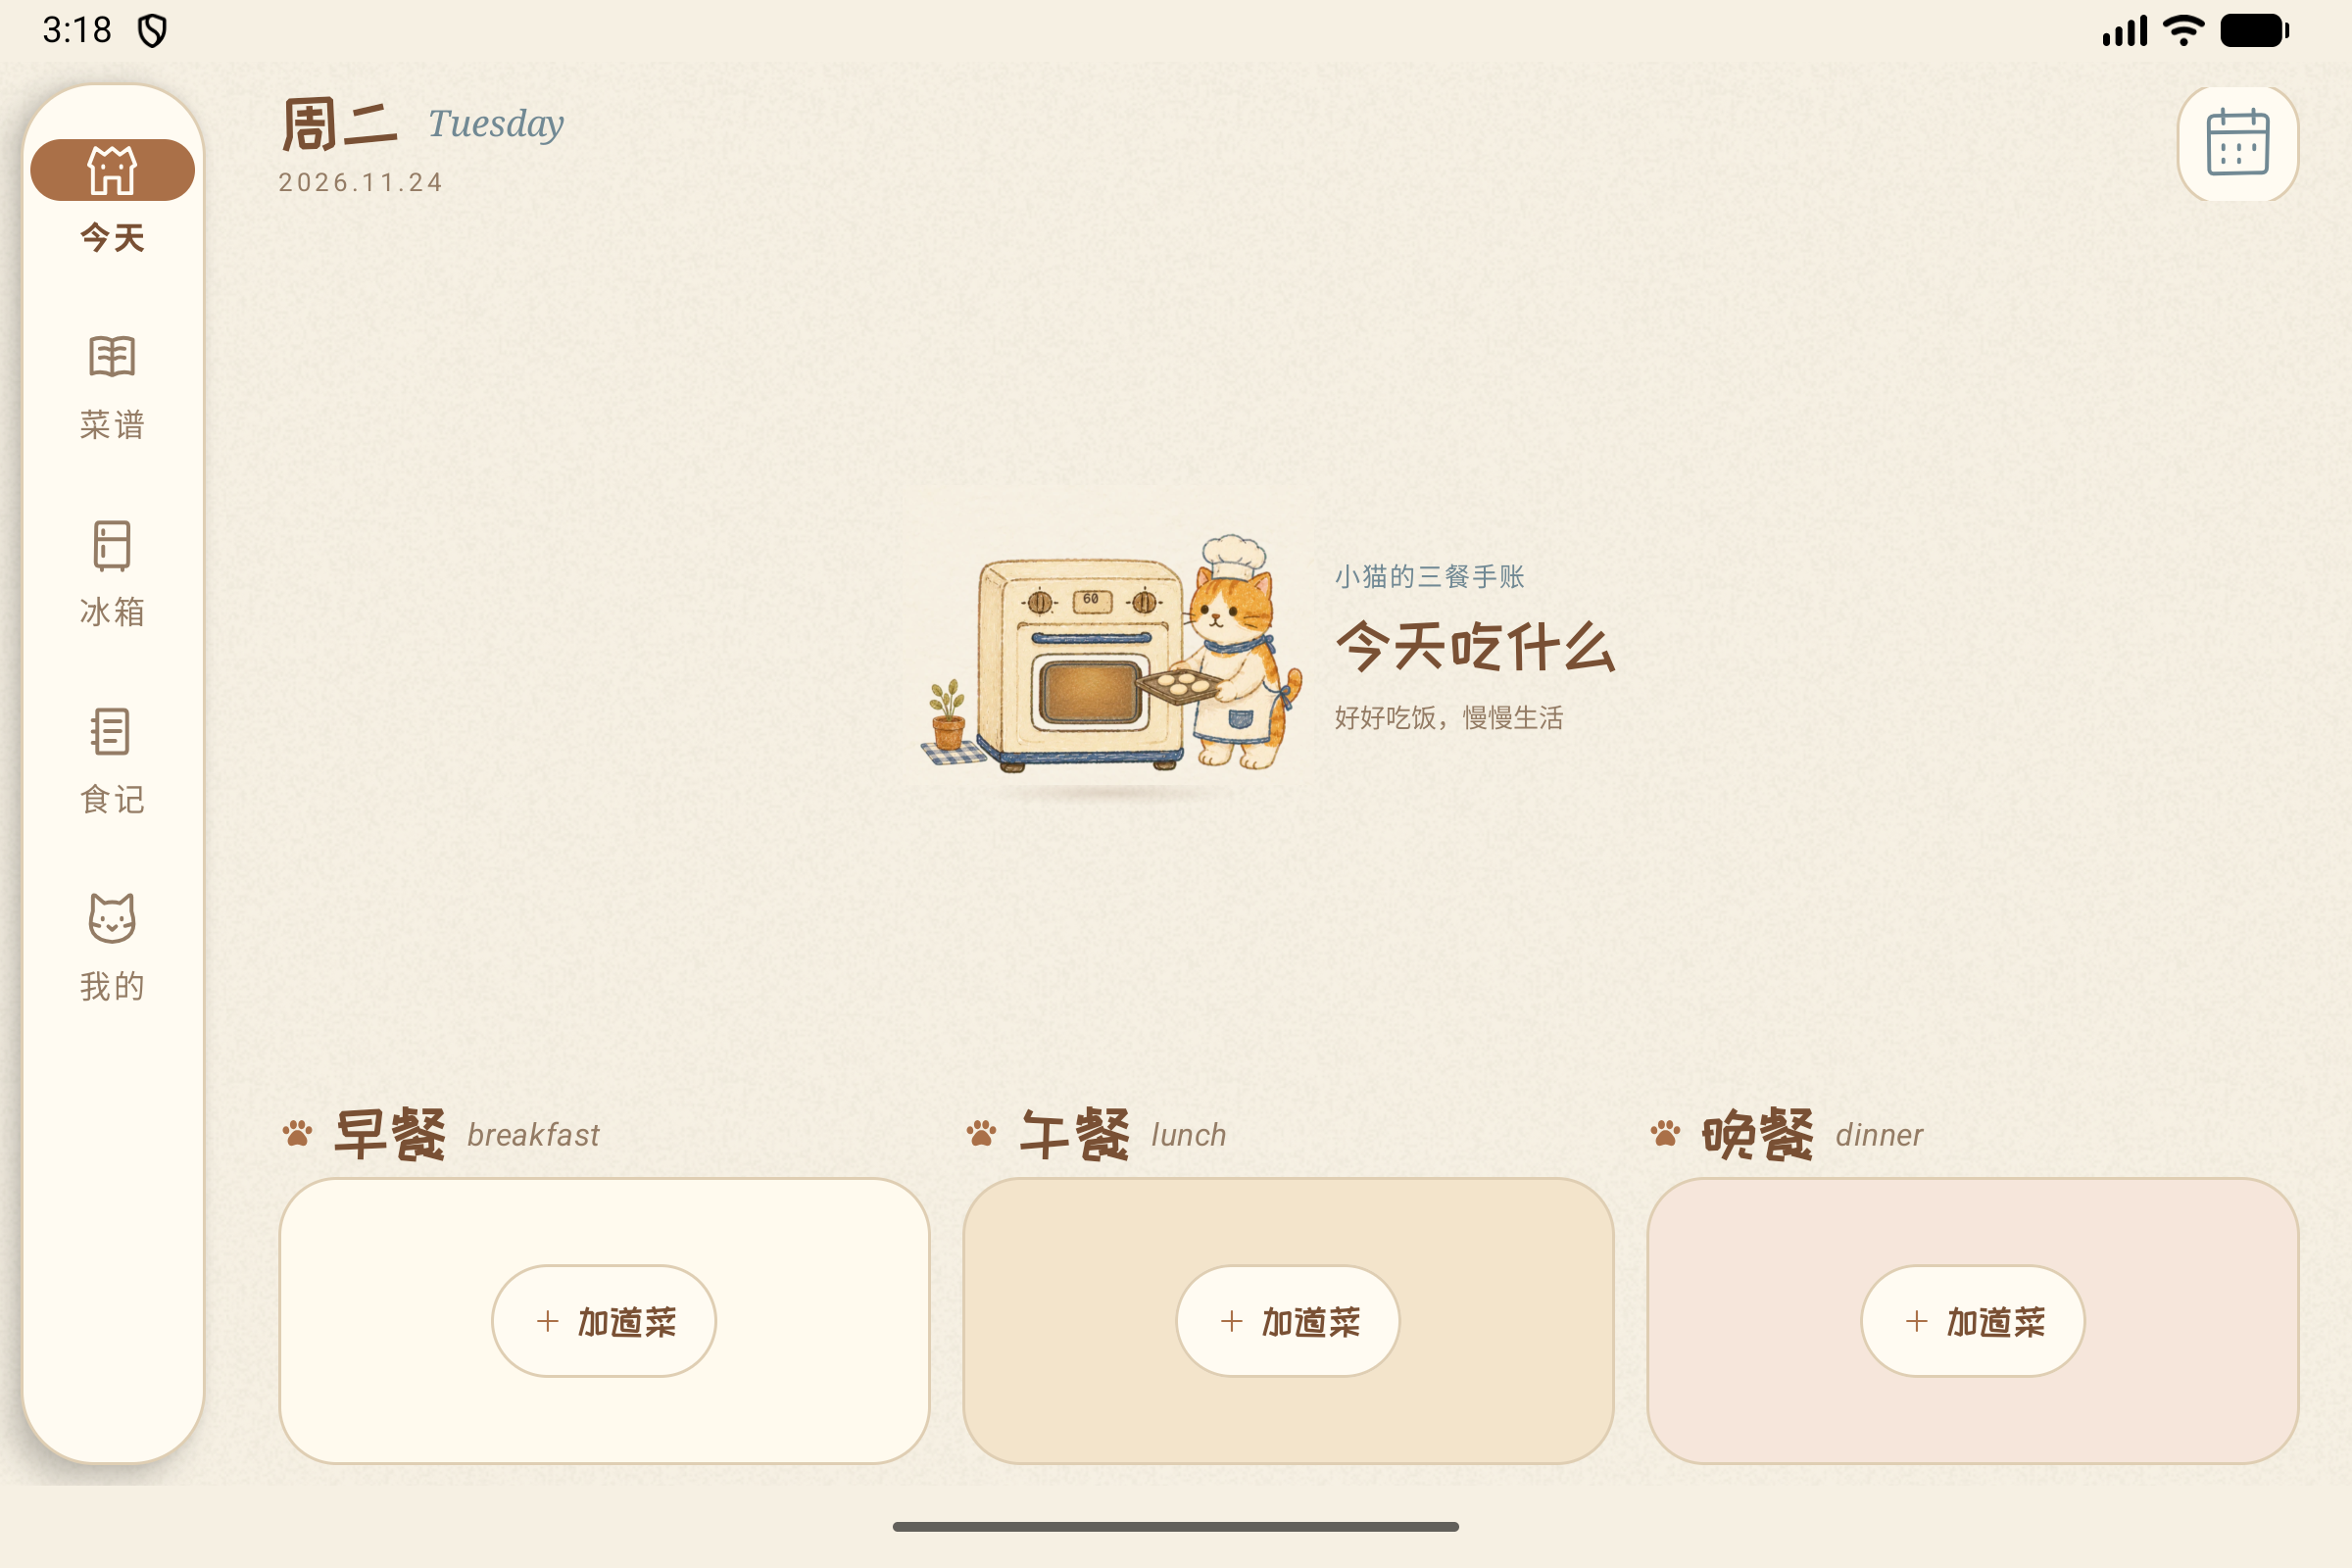 3:18
周二 Tuesday
2026.11.24
今天
菜谱
冰箱
食记
我的
60
小猫的三餐手账
今天吃什么
好好吃饭，慢慢生活
早餐 breakfast
+ 加道菜
午餐 lunch
+ 加道菜
晚餐 dinner
+ 加道菜